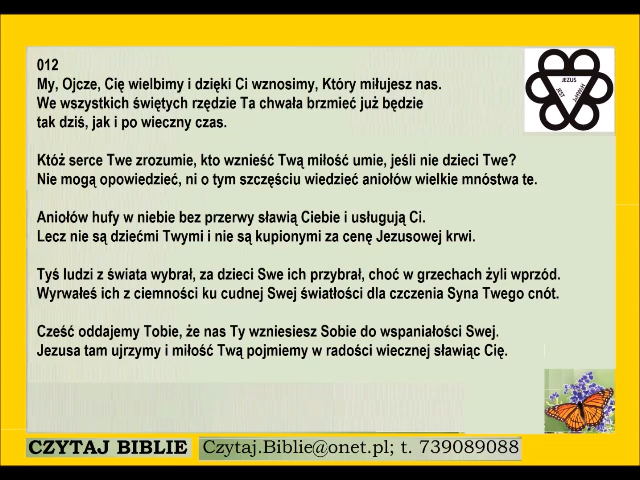 012
My, Ojcze, Cię wielbimy i dzięki Ci wznosimy, Który miłujesz nas.
We wszystkich świętych rzędzie Ta chwała brzmieć już będzie
tak dziś, jak i po wieczny czas.
Któż serce Twe zrozumie, kto wznieść Twą miłość umie, jeśli nie dzieci Twe?
Nie mogą opowiedzieć, ni o tym szczęściu wiedzieć aniołów wielkie mnóstwa te.
Aniołów hufy w niebie bez przerwy sławią Ciebie i usługują Ci.
Lecz nie są dziećmi Twymi i nie są kupionymi za cenę Jezusowej krwi.
Tyś ludzi z świata wybrał, za dzieci Swe ich przybrał, choć w grzechach żyli wprzód.
Wyrwałeś ich z ciemności ku cudnej Swej światłości dla czczenia Syna Twego cnót.
Cześć oddajemy Tobie, że nas Ty wzniesiesz Sobie do wspaniałości Swej.
Jezusa tam ujrzymy i miłość Twą pojmiemy w radości wiecznej sławiąc Cię.
JEZUS
JEST
PANEM
CZYTAJ BIBLIE Czytaj.Biblie@onet.pl; t. 739089088